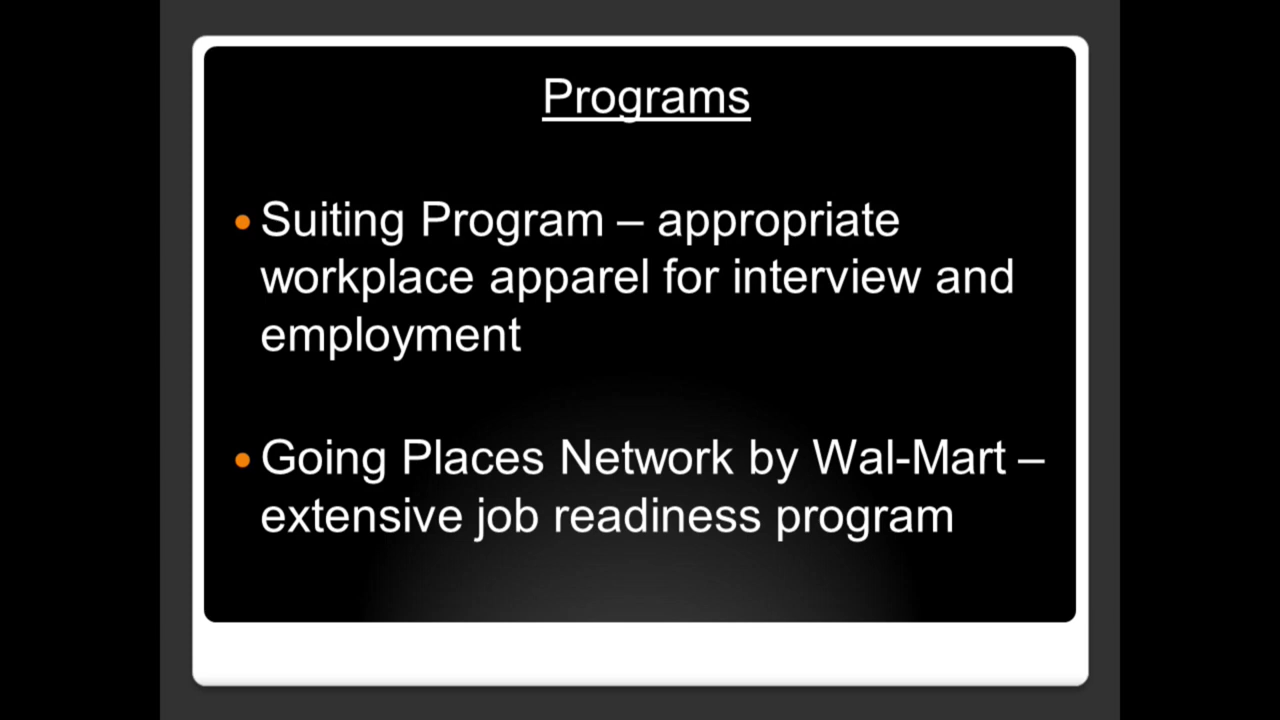 Programs
• Suiting Program – appropriate
workplace apparel for interview and
employment
• Going Places Network by Wal-Mart –
extensive job readiness program